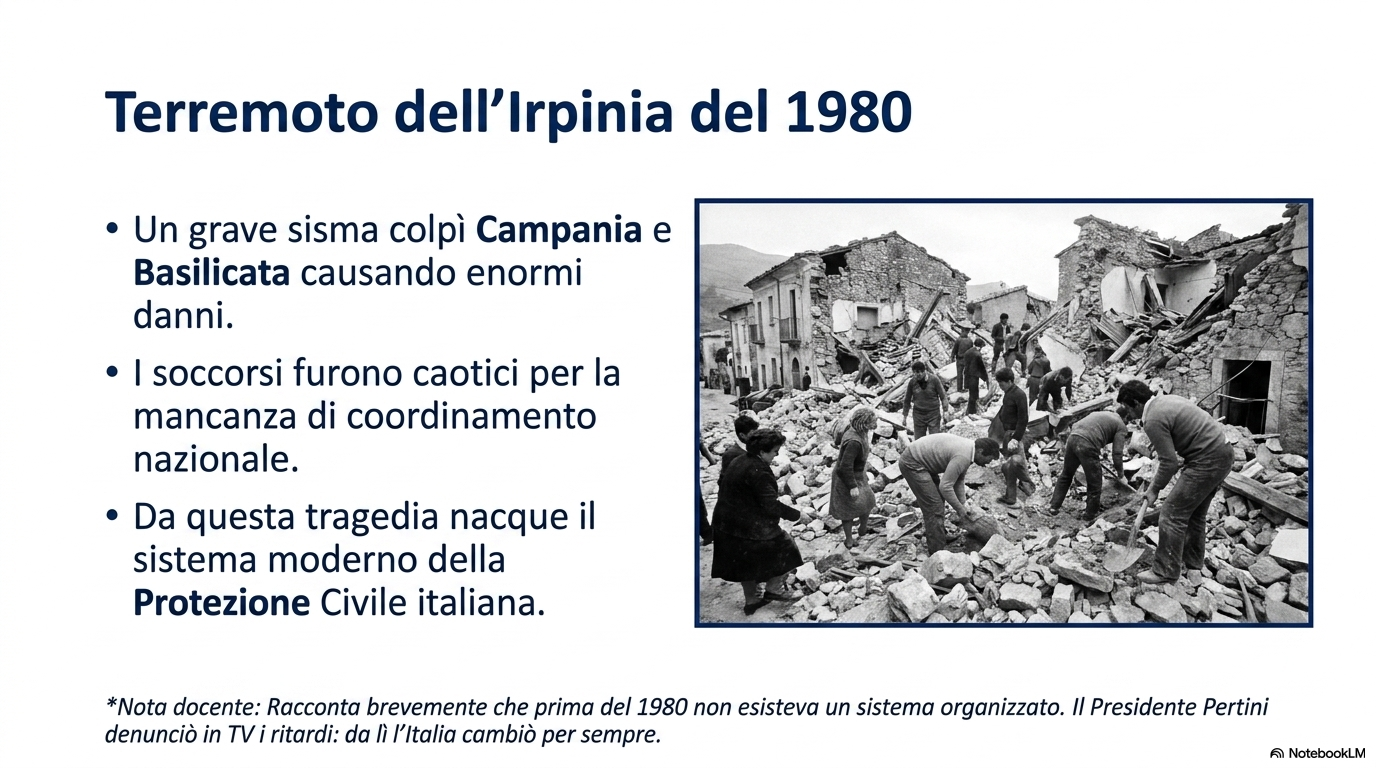 Terremoto dell’Irpinia del 1980
• Un grave sisma colpì Campania e
Basilicata causando enormi
danni.
• I soccorsi furono caotici per la
mancanza di coordinamento
nazionale.
• Da questa tragedia nacque il
sistema moderno della
Protezione Civile italiana.
*Nota docente: Racconta brevemente che prima del 1980 non esisteva un sistema organizzato. Il Presidente Pertini
denunciò in TV i ritardi: da lì l’Italia cambiò per sempre.
NotebookLM